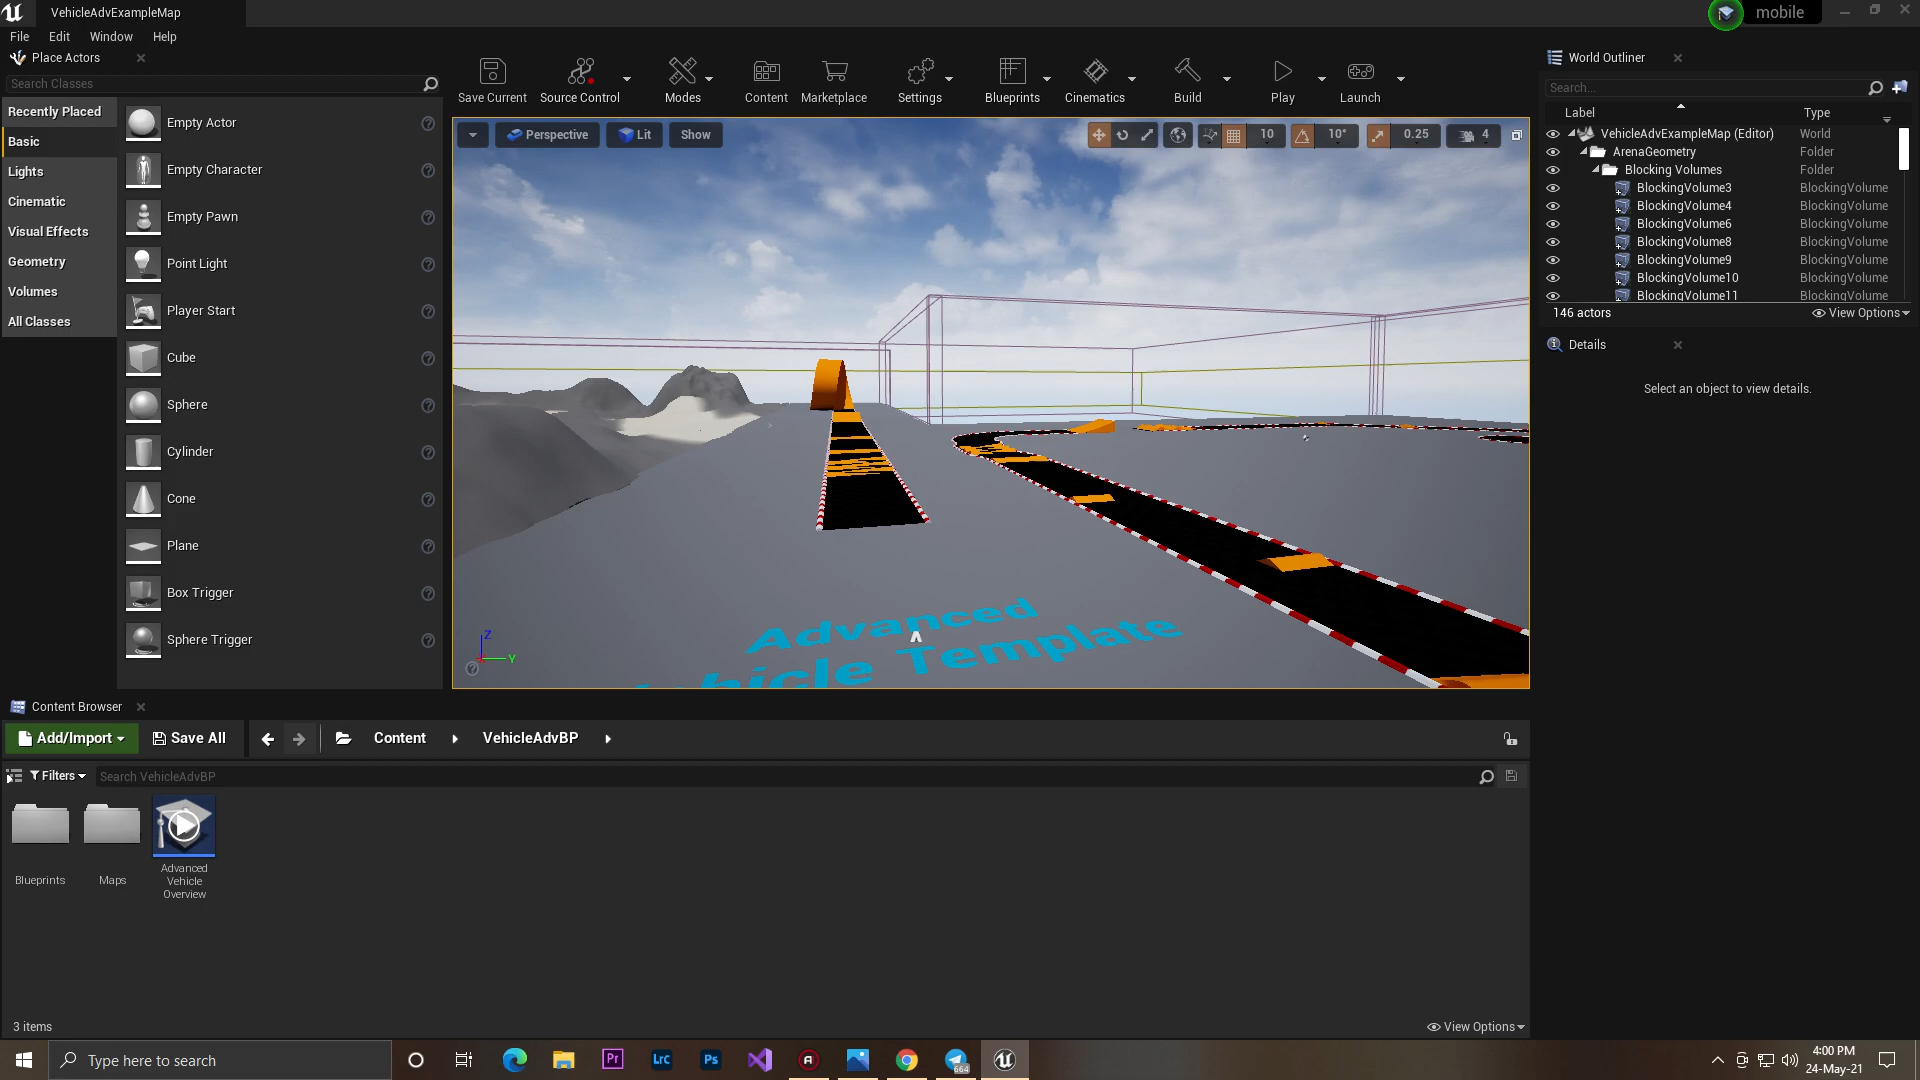 VehicleAdvExampleMap
mobile
File Edit Window Help
Place Actors
Search Classes
Recently Placed
Basic
Lights
Cinematic
Visual Effects
Geometry
Volumes
All Classes
Empty Actor
Empty Character
Empty Pawn
Point Light
Player Start
Cube
Sphere
Cylinder
Cone
Plane
Box Trigger
Sphere Trigger
Save Current
Source Control
Modes
Content
Marketplace
Settings
Blueprints
Cinematics
Build
Play
Launch
Perspective
Lit
Show
10
10°
0.25
4
Advanced
Vehicle Template
Z
Y
World Outliner
Search...
Label Type
VehicleAdvExampleMap (Editor) World
ArenaGeometry Folder
Blocking Volumes Folder
BlockingVolume3 BlockingVolume
BlockingVolume4 BlockingVolume
BlockingVolume6 BlockingVolume
BlockingVolume8 BlockingVolume
BlockingVolume9 BlockingVolume
BlockingVolume10 BlockingVolume
BlockingVolume11 BlockingVolume
146 actors
View Options
Details
Select an object to view details.
Content Browser
Add/Import
Save All
Content
VehicleAdvBP
Filters
Search VehicleAdvBP
Blueprints
Maps
Advanced
Vehicle
Overview
3 items
View Options
Type here to search
Pr
Lrc
Ps
664
4:00 PM
24-May-21